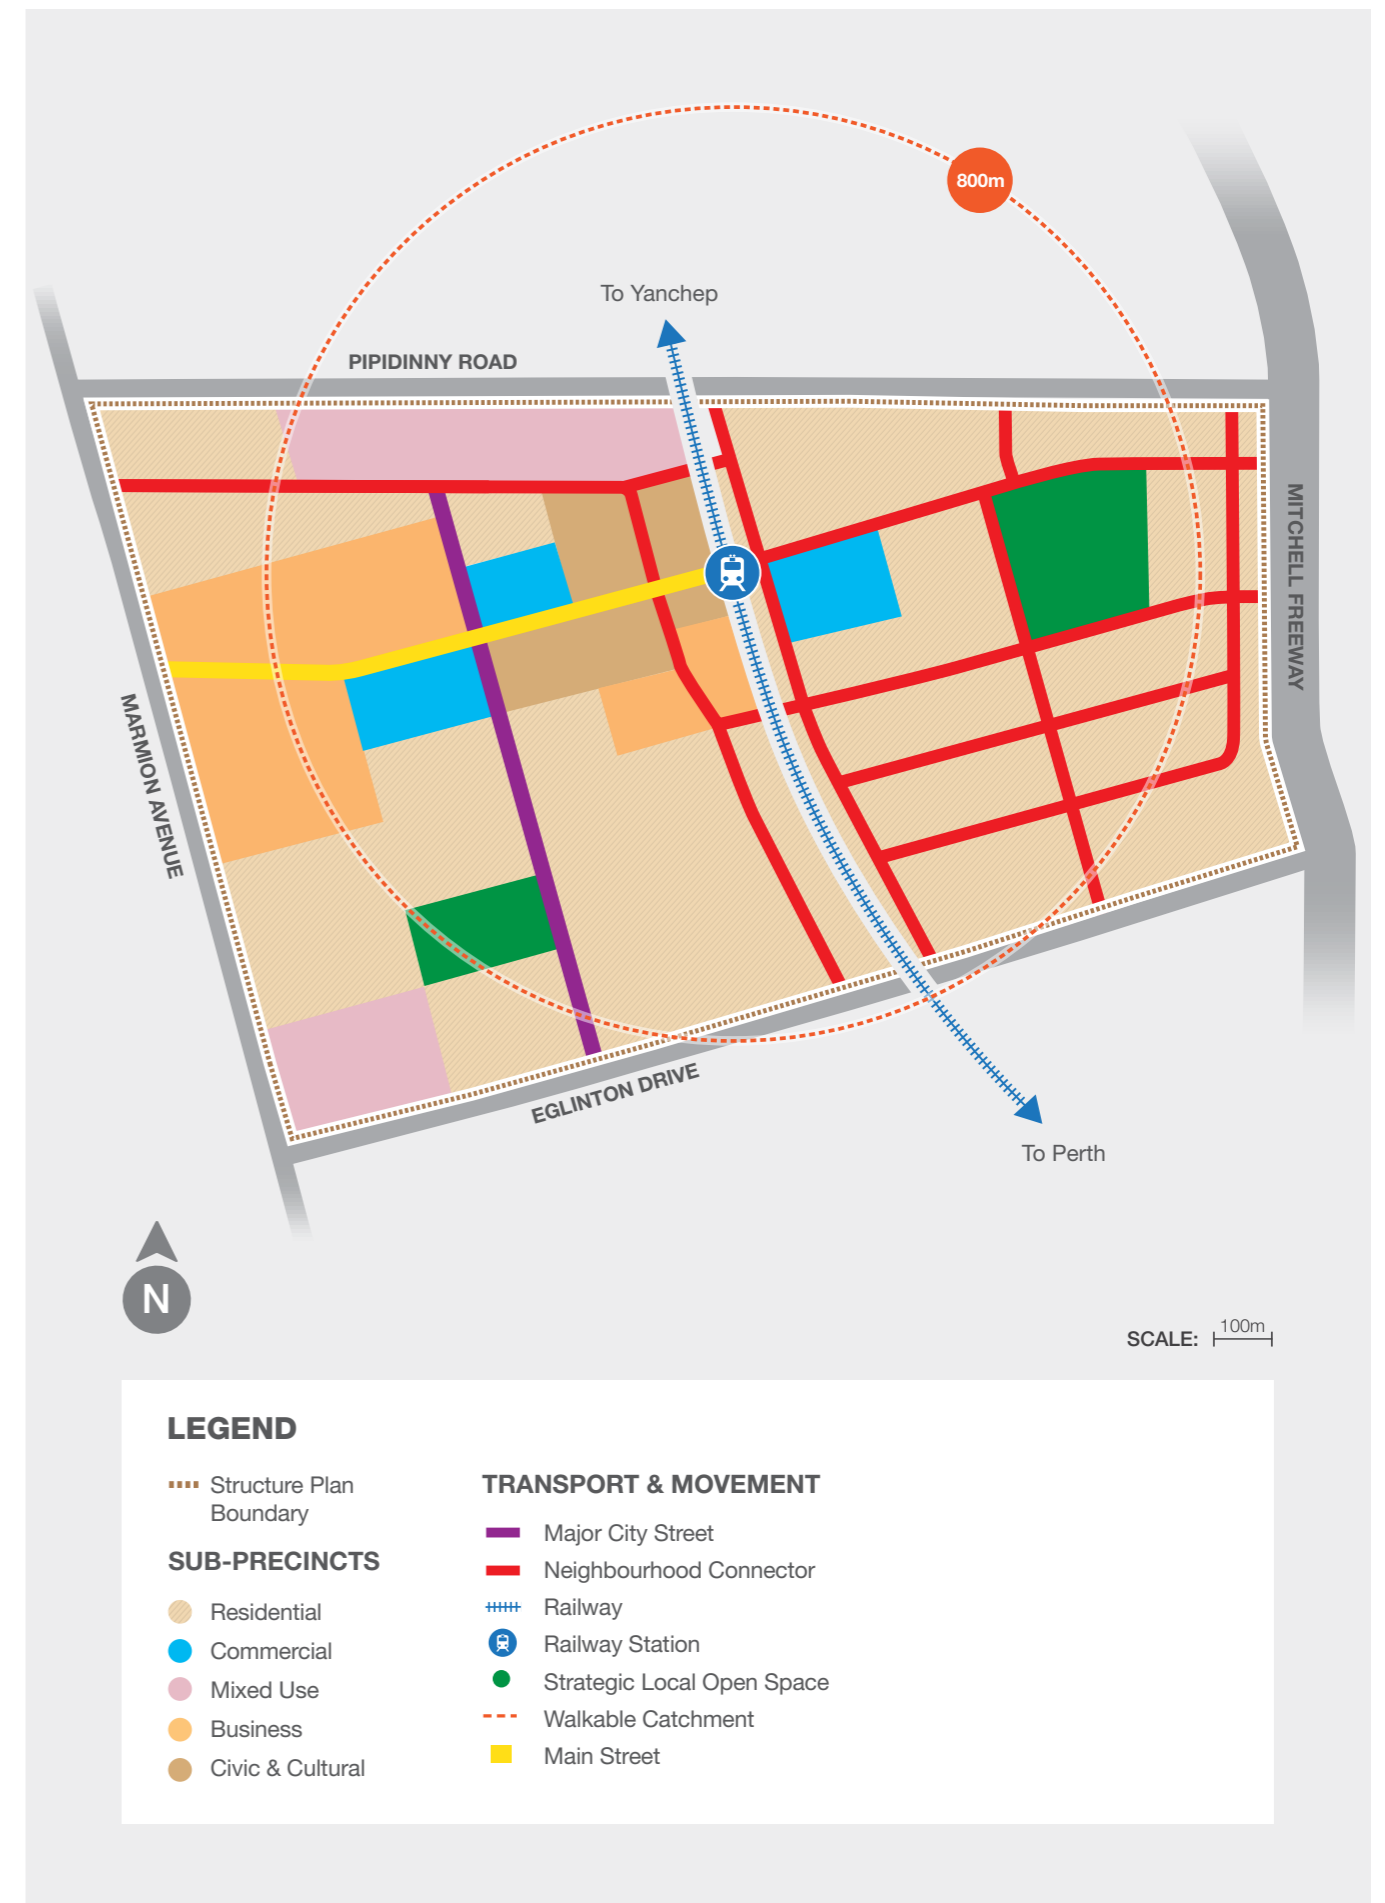 800m
To Yanchep
PIPIDINNY ROAD
MITCHELL FREEWAY
MARMION AVENUE
EGLINTON DRIVE
To Perth
N
SCALE: 100m
LEGEND
Structure Plan
Boundary
SUB-PRECINCTS
Residential
Commercial
Mixed Use
Business
Civic & Cultural
TRANSPORT & MOVEMENT
Major City Street
Neighbourhood Connector
Railway
Railway Station
Strategic Local Open Space
Walkable Catchment
Main Street